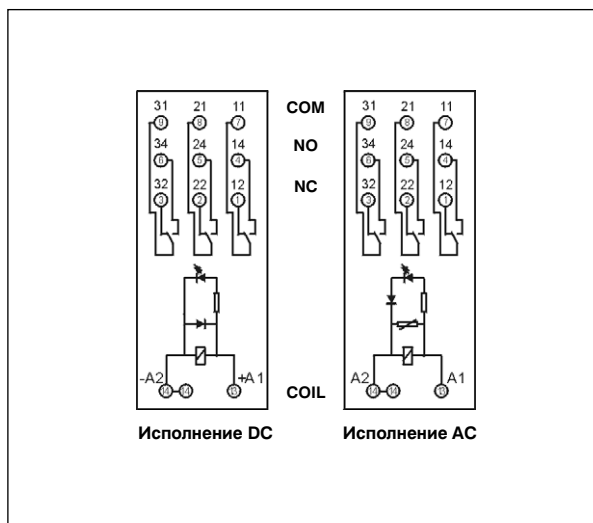 31 21 11 COM 31 21 11
9 8 7 9 8 7
34 24 14 NO 34 24 14
6 5 4 6 5 4
32 22 12 NC 32 22 12
3 2 1 3 2 1
-A2 +A1 A2 A1
14 14 13 COIL 14 14 13
Исполнение DC Исполнение AC